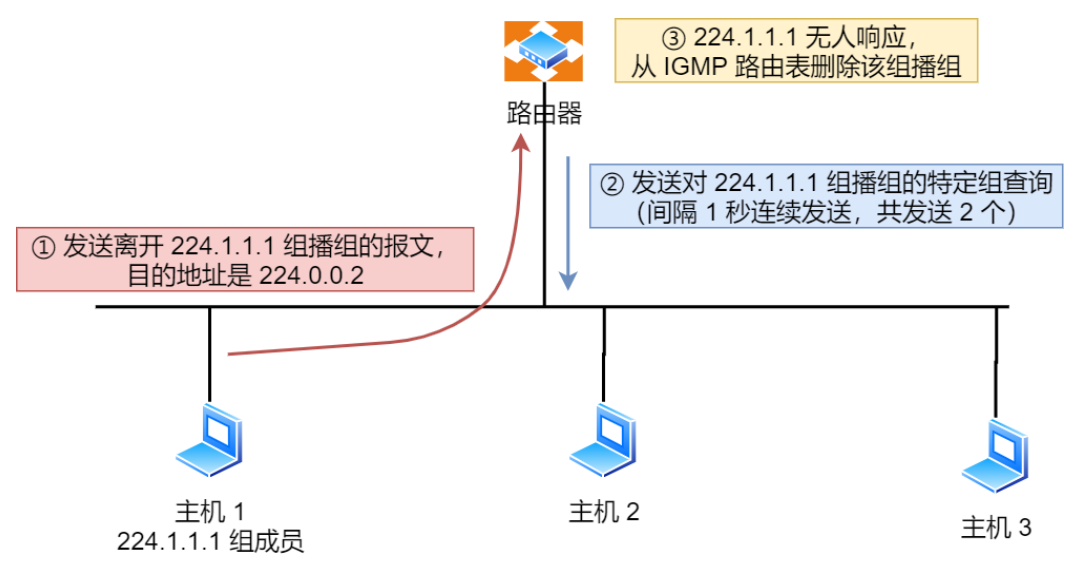 ③ 224.1.1.1 无人响应，
从 IGMP 路由表删除该组播组
路由器
② 发送对 224.1.1.1 组播组的特定组查询
（间隔 1 秒连续发送，共发送 2 个）
① 发送离开 224.1.1.1 组播组的报文，
目的地址是 224.0.0.2
主机 1
224.1.1.1 组成员
主机 2
主机 3